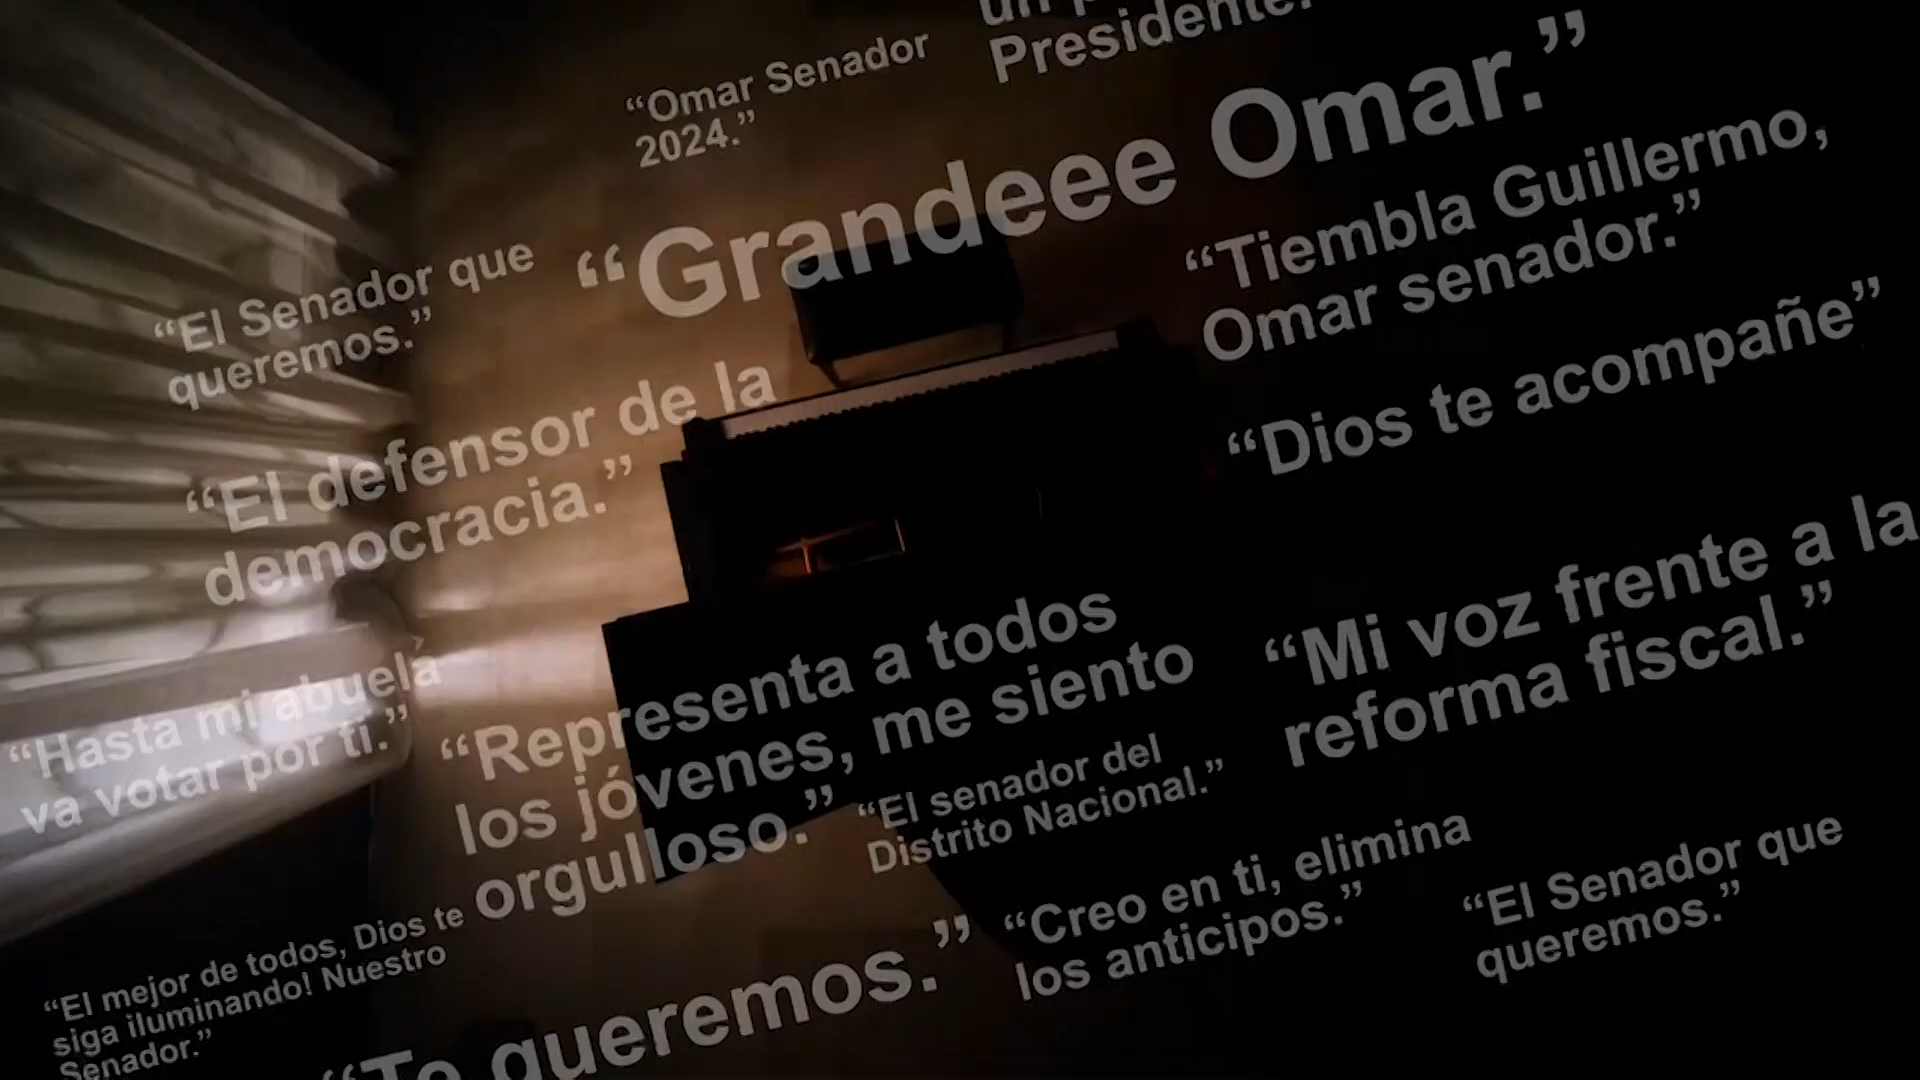 Presidente.
“Omar Senador
2024.”
“Grandeee Omar.”
“Tiembla Guillermo,
Omar senador.”
“El Senador que
queremos.”
“Dios te acompañe”
“El defensor de la
democracia.”
“Mi voz frente a la
reforma fiscal.”
“Hasta mi abuela
va votar por ti.”
“Representa a todos
los jóvenes, me siento
orgulloso.”
“El senador del
Distrito Nacional.”
“Creo en ti, elimina
los anticipos.”
“El Senador que
queremos.”
“El mejor de todos, Dios te
siga iluminando! Nuestro
Senador.”
“Te queremos.”